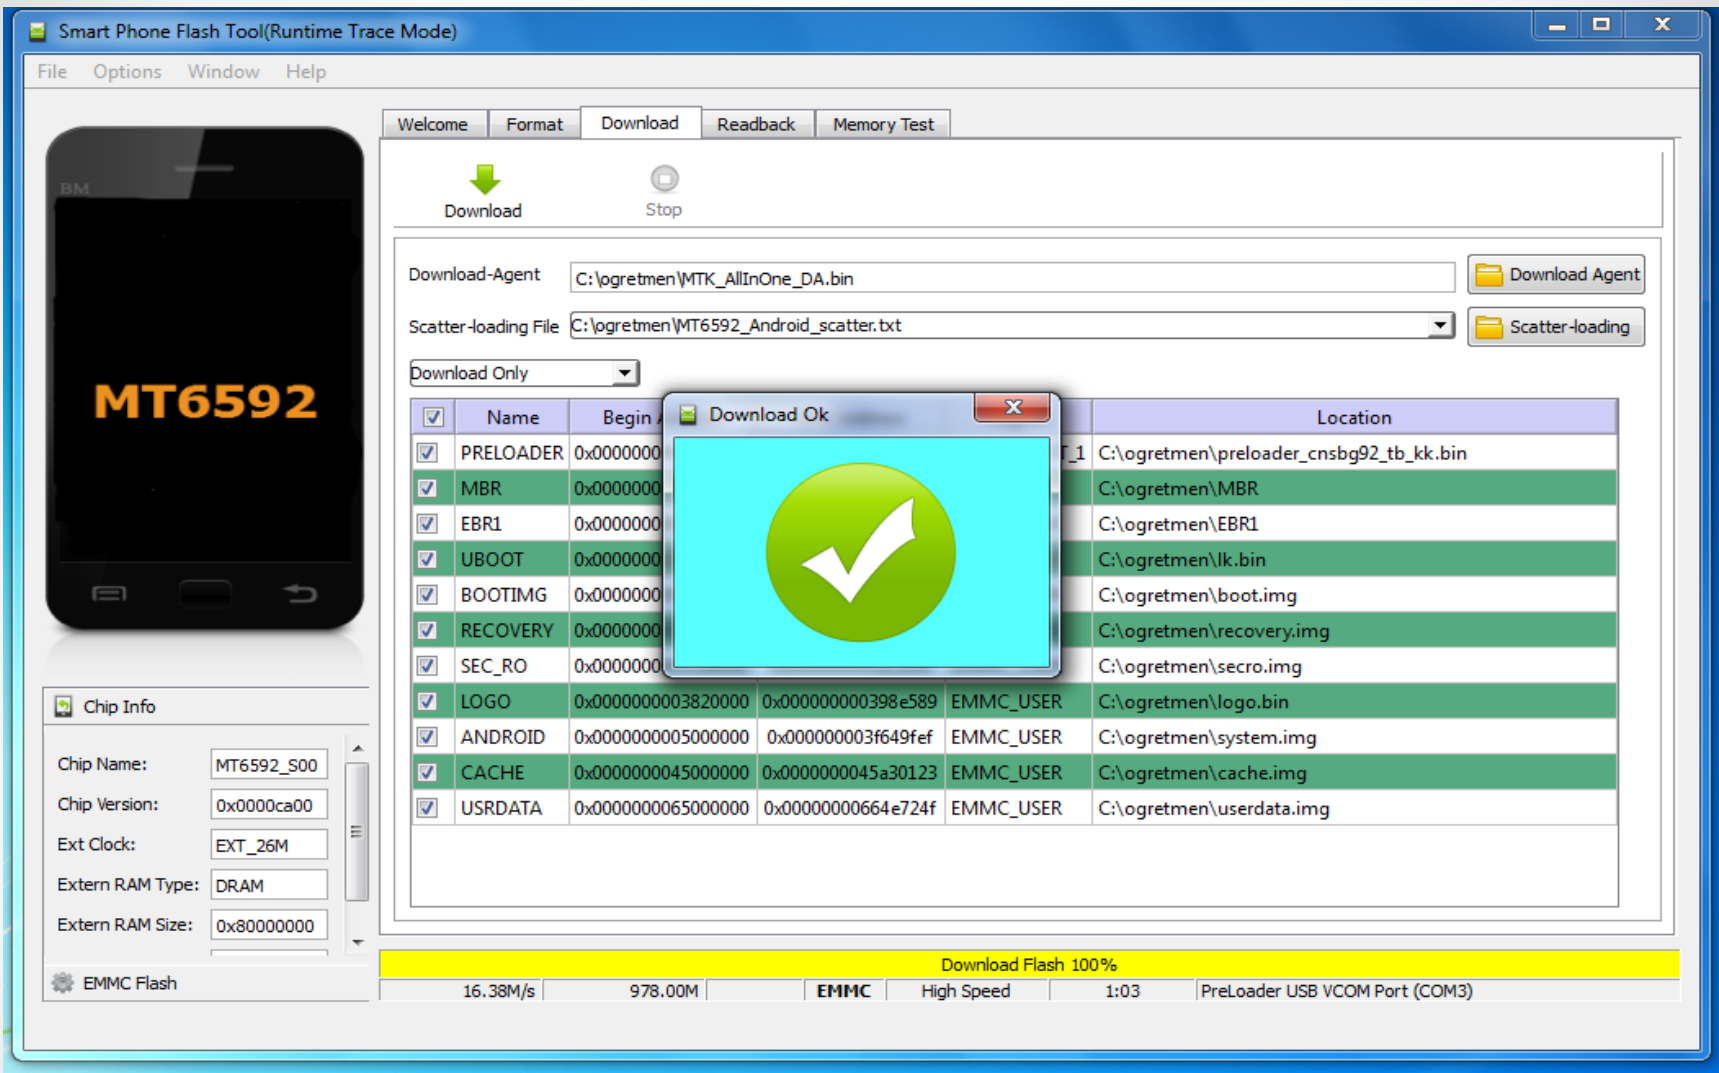 Smart Phone Flash Tool(Runtime Trace Mode)
File Options Window Help
BM
MT6592
Welcome Format Download Readback Memory Test
Download Stop
Download-Agent C:\ogretmen\MTK_AllInOne_DA.bin Download Agent
Scatter-loading File C:\ogretmen\MT6592_Android_scatter.txt Scatter-loading
Download Only
Name Begin Location
Download Ok
PRELOADER 0x0000000 T_1 C:\ogretmen\preloader_cnsbg92_tb_kk.bin
MBR 0x0000000 C:\ogretmen\MBR
EBR1 0x0000000 C:\ogretmen\EBR1
UBOOT 0x0000000 C:\ogretmen\lk.bin
BOOTIMG 0x0000000 C:\ogretmen\boot.img
RECOVERY 0x0000000 C:\ogretmen\recovery.img
SEC_RO 0x0000000 C:\ogretmen\secro.img
LOGO 0x0000000003820000 0x000000000398e589 EMMC_USER C:\ogretmen\logo.bin
ANDROID 0x0000000005000000 0x000000003f649fef EMMC_USER C:\ogretmen\system.img
CACHE 0x0000000045000000 0x0000000045a30123 EMMC_USER C:\ogretmen\cache.img
USRDATA 0x0000000065000000 0x00000000664e724f EMMC_USER C:\ogretmen\userdata.img
Chip Info
Chip Name: MT6592_S00
Chip Version: 0x0000ca00
Ext Clock: EXT_26M
Extern RAM Type: DRAM
Extern RAM Size: 0x80000000
EMMC Flash
Download Flash 100%
16.38M/s 978.00M EMMC High Speed 1:03 PreLoader USB VCOM Port (COM3)